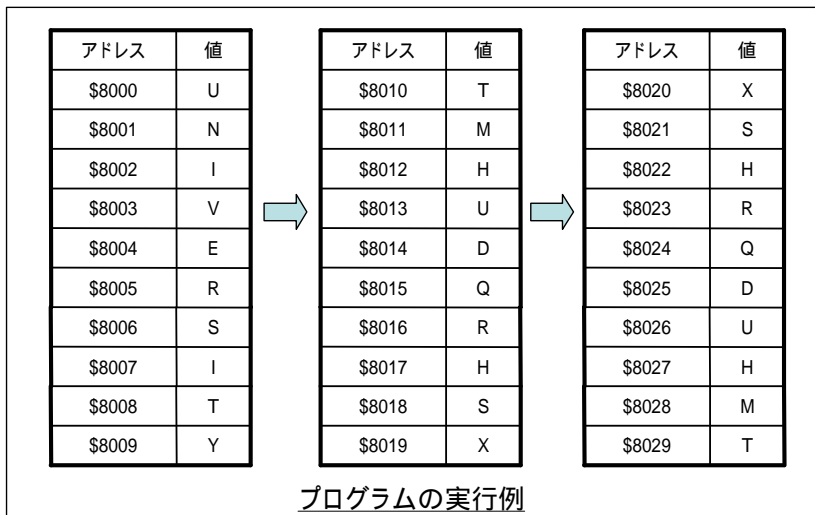 アドレス 値 アドレス 値 アドレス 値
$8000 U $8010 T $8020 X
$8001 N $8011 M $8021 S
$8002 I $8012 H $8022 H
$8003 V $8013 U $8023 R
$8004 E $8014 D $8024 Q
$8005 R $8015 Q $8025 D
$8006 S $8016 R $8026 U
$8007 I $8017 H $8027 H
$8008 T $8018 S $8028 M
$8009 Y $8019 X $8029 T
プログラムの実行例